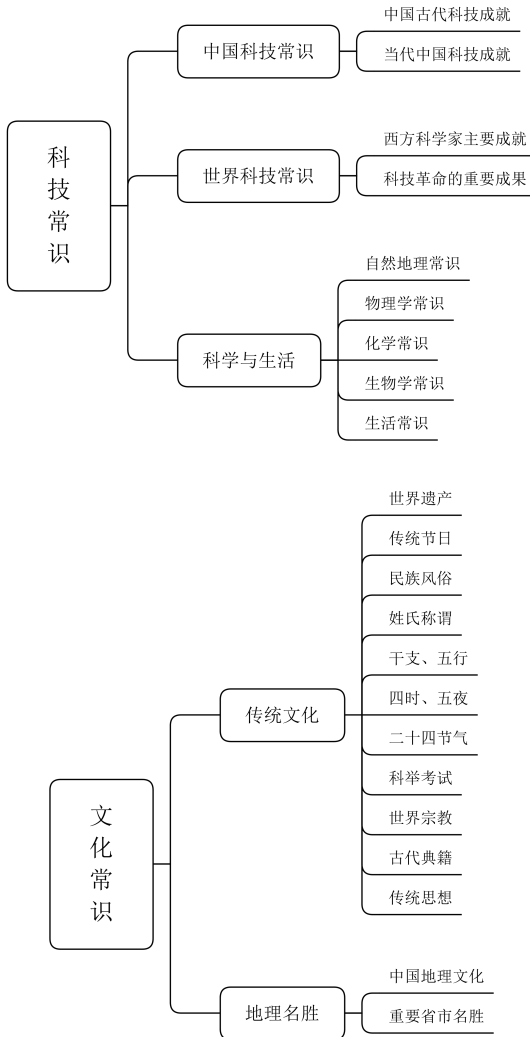 科技常识
中国科技常识
中国古代科技成就
当代中国科技成就
世界科技常识
西方科学家主要成就
科技革命的重要成果
科学与生活
自然地理常识
物理学常识
化学常识
生物学常识
生活常识
文化常识
传统文化
世界遗产
传统节日
民族风俗
姓氏称谓
干支、五行
四时、五夜
二十四节气
科举考试
世界宗教
古代典籍
传统思想
地理名胜
中国地理文化
重要省市名胜